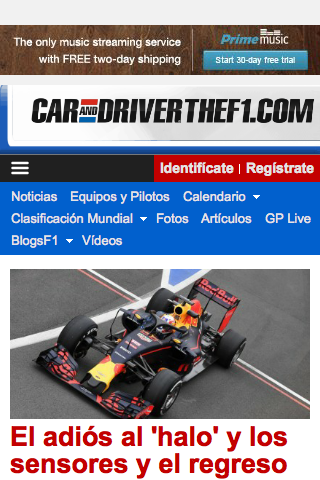 The only music streaming service
with FREE two-day shipping
Prime music
Start 30-day free trial
CAR AND DRIVERTHEF1.COM
Identifícate | Regístrate
Noticias Equipos y Pilotos Calendario
Clasificación Mundial Fotos Artículos GP Live
BlogsF1 Vídeos
Red Bull
El adiós al 'halo' y los
sensores y el regreso